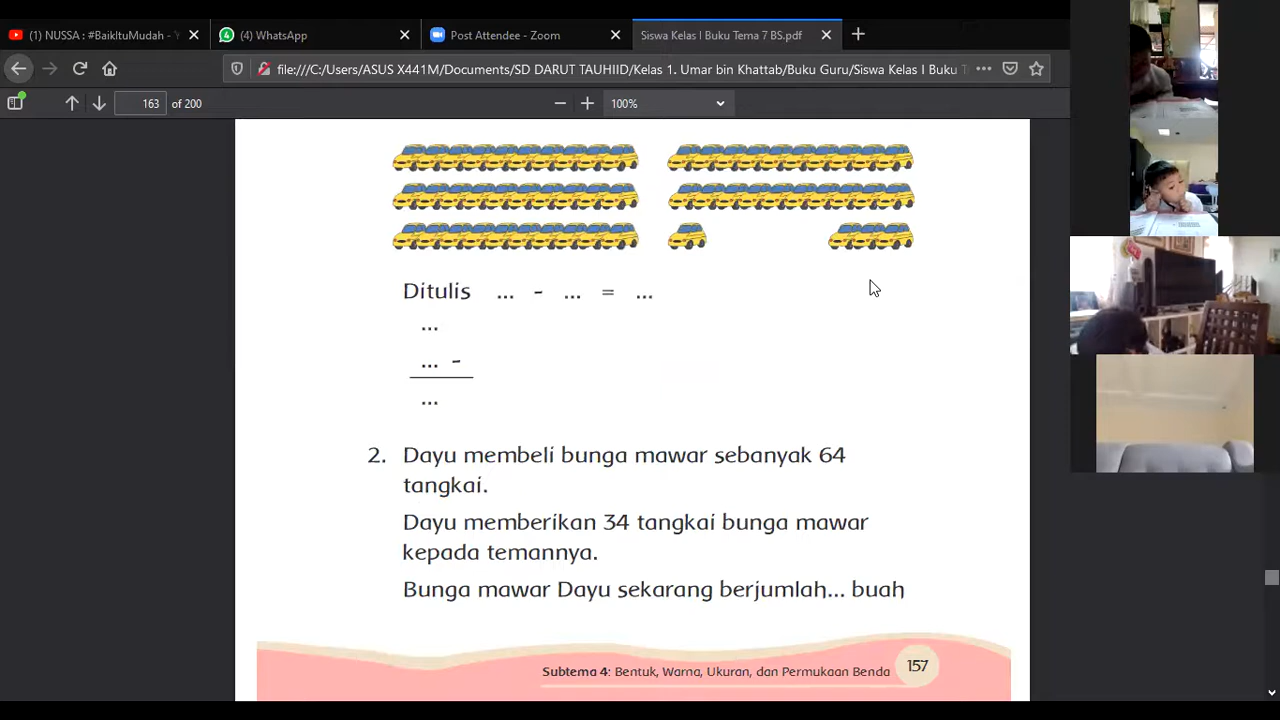 (1) NUSSA : #BaikItuMudah -
(4) WhatsApp
Post Attendee - Zoom
Siswa Kelas I Buku Tema 7 BS.pdf
file:///C:/Users/ASUS X441M/Documents/SD DARUT TAUHIID/Kelas 1. Umar bin Khattab/Buku Guru/Siswa Kelas I Buku
163 of 200
100%
Ditulis ... - ... = ...
...
... -
...
2. Dayu membeli bunga mawar sebanyak 64
tangkai.
Dayu memberikan 34 tangkai bunga mawar
kepada temannya.
Bunga mawar Dayu sekarang berjumlah... buah
Subtema 4: Bentuk, Warna, Ukuran, dan Permukaan Benda
157